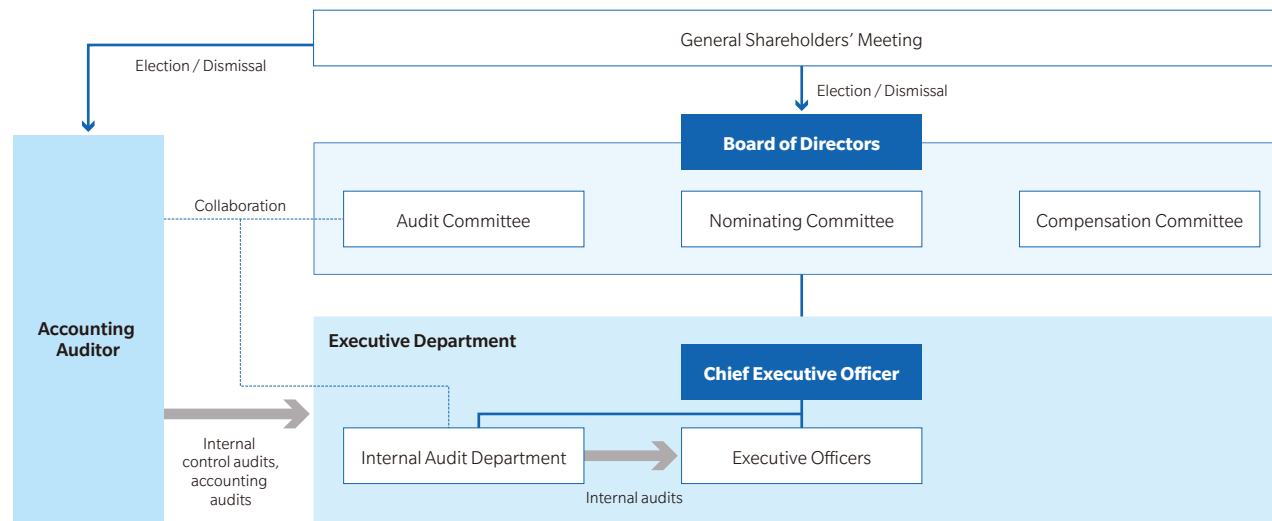 General Shareholders’ Meeting
Election / Dismissal
Election / Dismissal
Board of Directors
Collaboration
Audit Committee
Nominating Committee
Compensation Committee
Accounting
Auditor
Executive Department
Chief Executive Officer
Internal
control audits,
accounting
audits
Internal Audit Department
Executive Officers
Internal audits